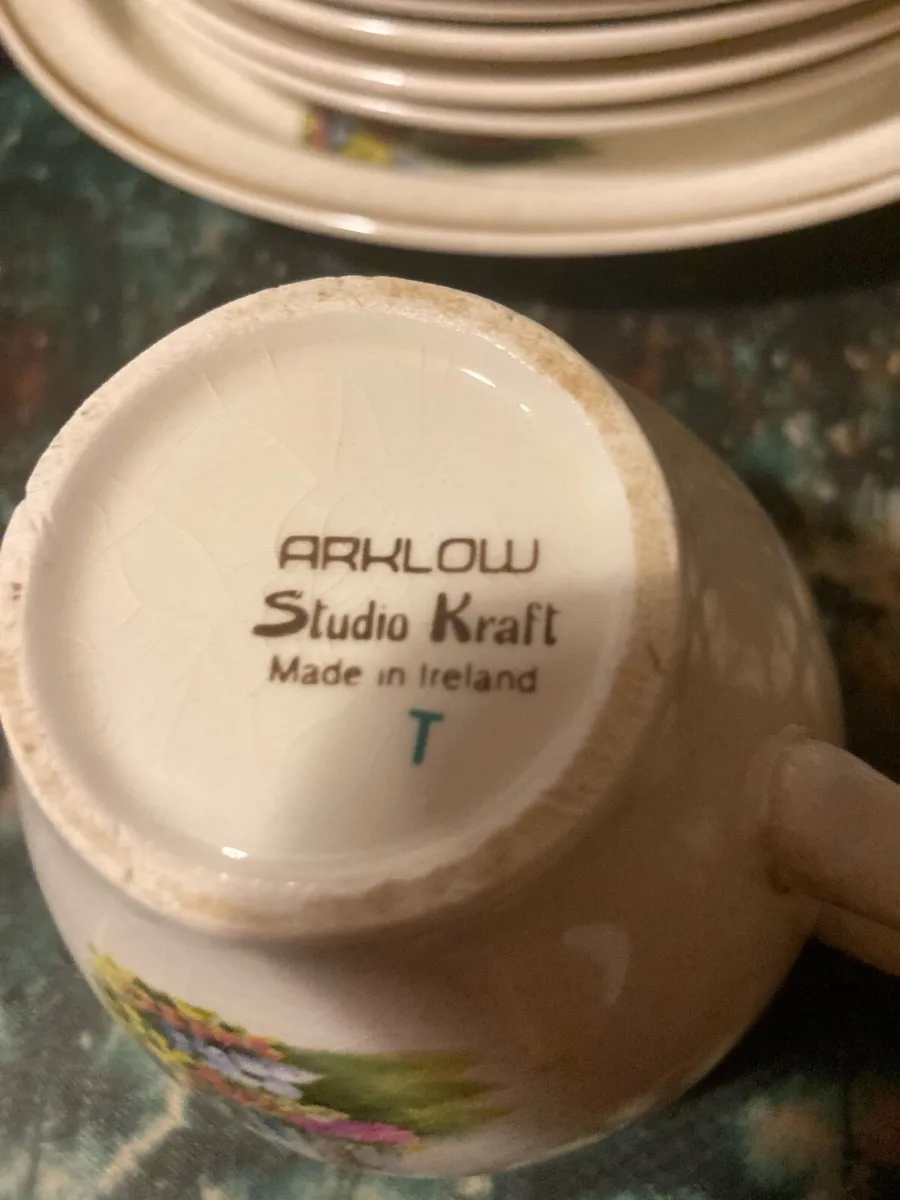 ARKLOW
Studio Kraft
Made in Ireland
T